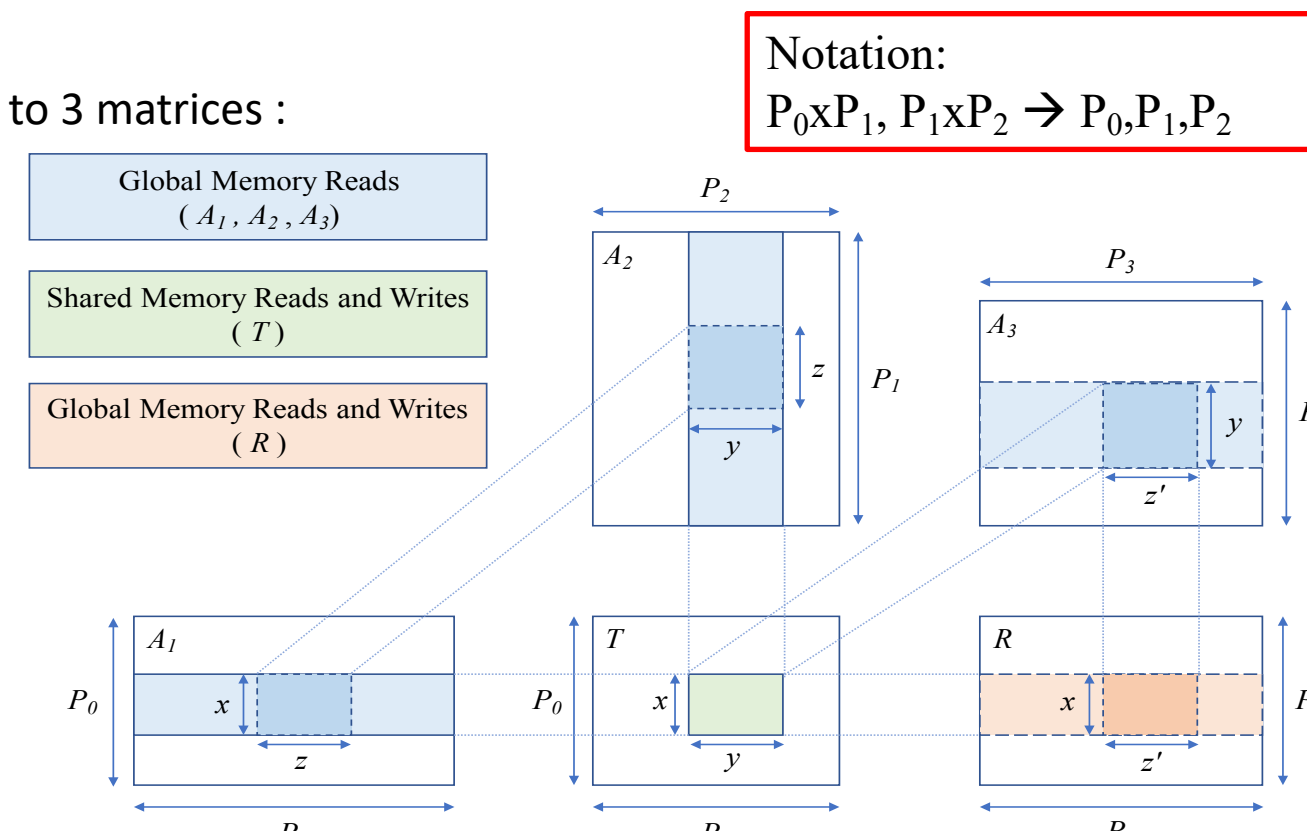 Notation:
P₀xP₁, P₁xP₂ → P₀,P₁,P₂
to 3 matrices :
Global Memory Reads
( A₁ , A₂ , A₃)
Shared Memory Reads and Writes
( T )
Global Memory Reads and Writes
( R )
P₂
A₂
z
P₁
y
P₃
A₃
y
z′
A₁
P₀
x
z
T
P₀
x
y
R
x
z′